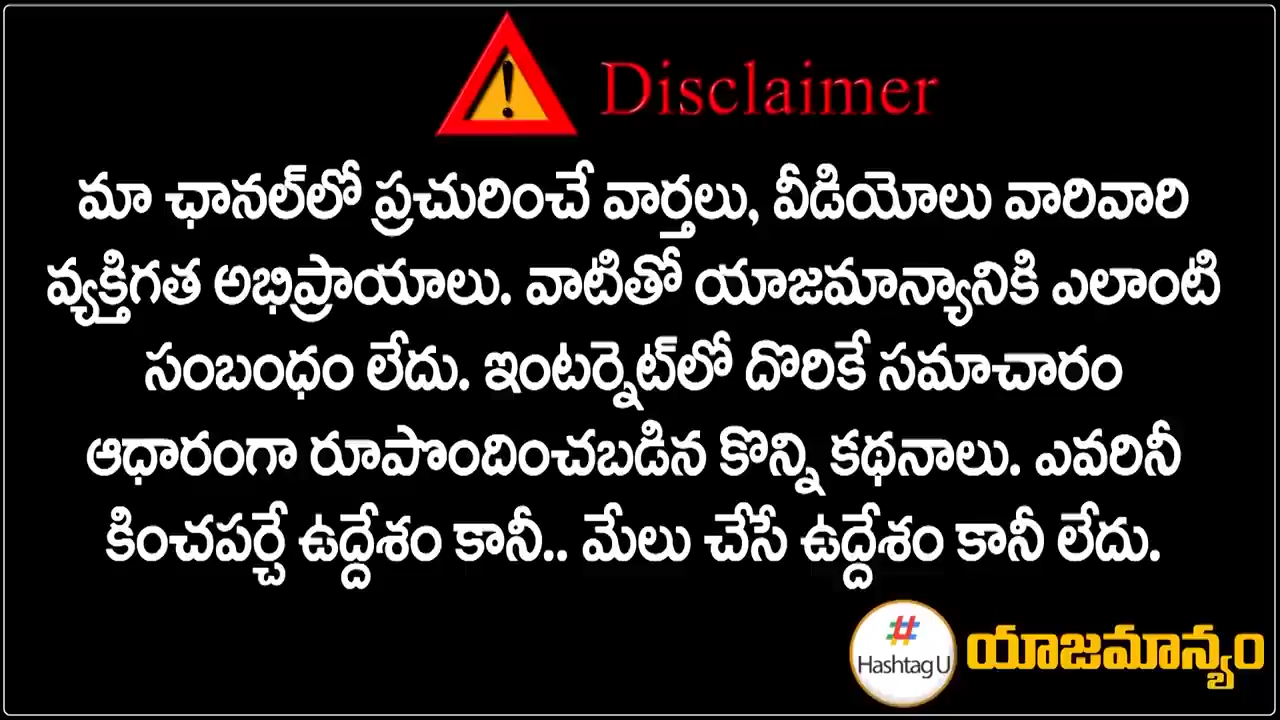 Disclaimer
మా ఛానల్‌లో ప్రచురించే వార్తలు, వీడియోలు వారివారి
వ్యక్తిగత అభిప్రాయాలు. వాటితో యాజమాన్యానికి ఎలాంటి
సంబంధం లేదు. ఇంటర్నెట్‌లో దొరికే సమాచారం
ఆధారంగా రూపొందించబడిన కొన్ని కథనాలు. ఎవరినీ
కించపర్చే ఉద్దేశం కానీ.. మేలు చేసే ఉద్దేశం కానీ లేదు.
#
Hashtag U
యాజమాన్యం